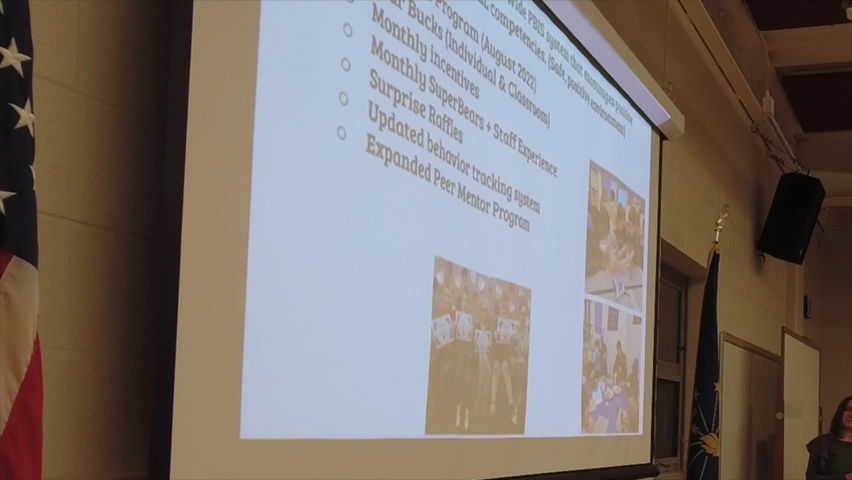 wide PBIS system that encourages positive
competencies. (Safe, positive environment)
Program (August 2022)
Bucks (Individual & Classroom)
Monthly incentives
Monthly SuperBears + Staff Experience
Surprise Raffles
Updated behavior tracking system
Expanded Peer Mentor Program